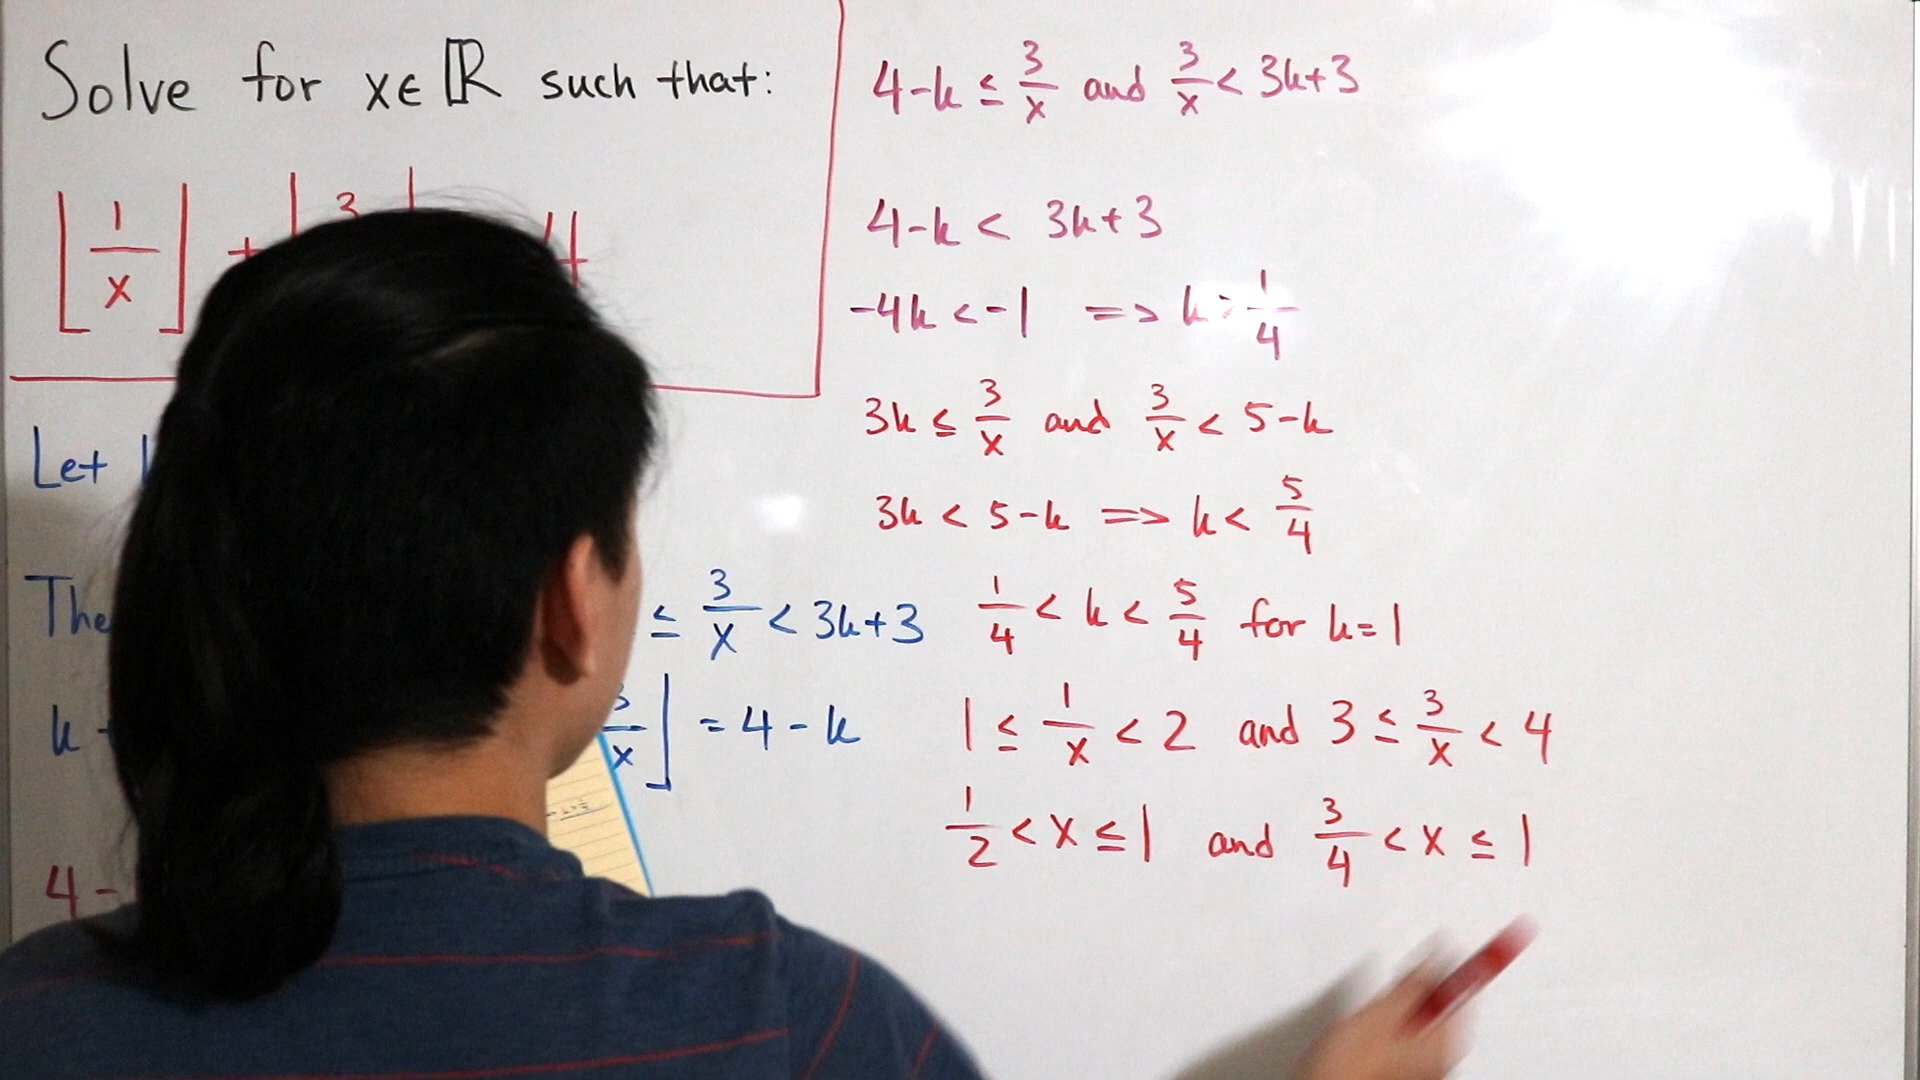 Solve for x∈ℝ such that:
⌊1/x⌋ + ⌊3 4
Let
The ≤ 3/x < 3k+3
k + 3/x⌋ = 4-k
4-
4-k ≤ 3/x and 3/x < 3k+3
4-k < 3k+3
-4k < -1 => k > 1/4
3k ≤ 3/x and 3/x < 5-k
3k < 5-k => k < 5/4
1/4 < k < 5/4 for k=1
1 ≤ 1/x < 2 and 3 ≤ 3/x < 4
1/2 < x ≤ 1 and 3/4 < x ≤ 1